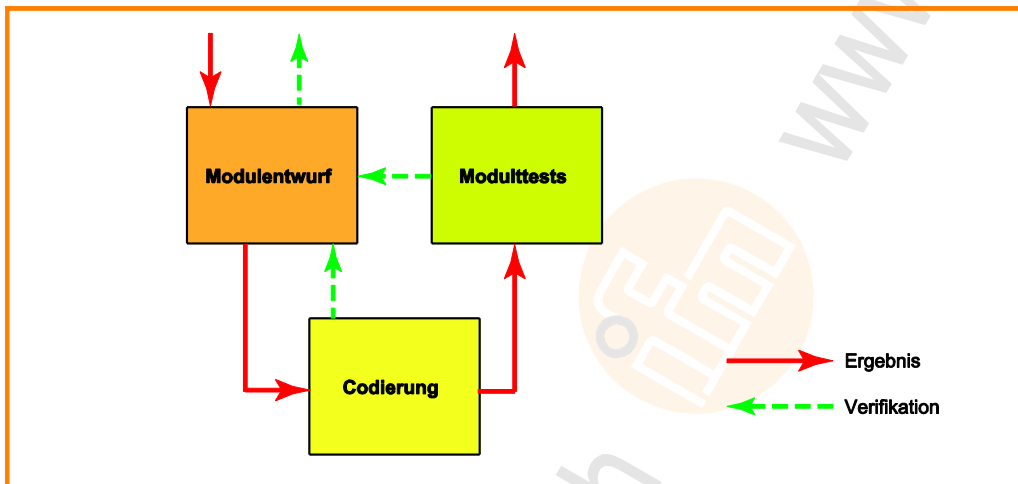 Modulentwurf
Modulttests
Codierung
Ergebnis
Verifikation